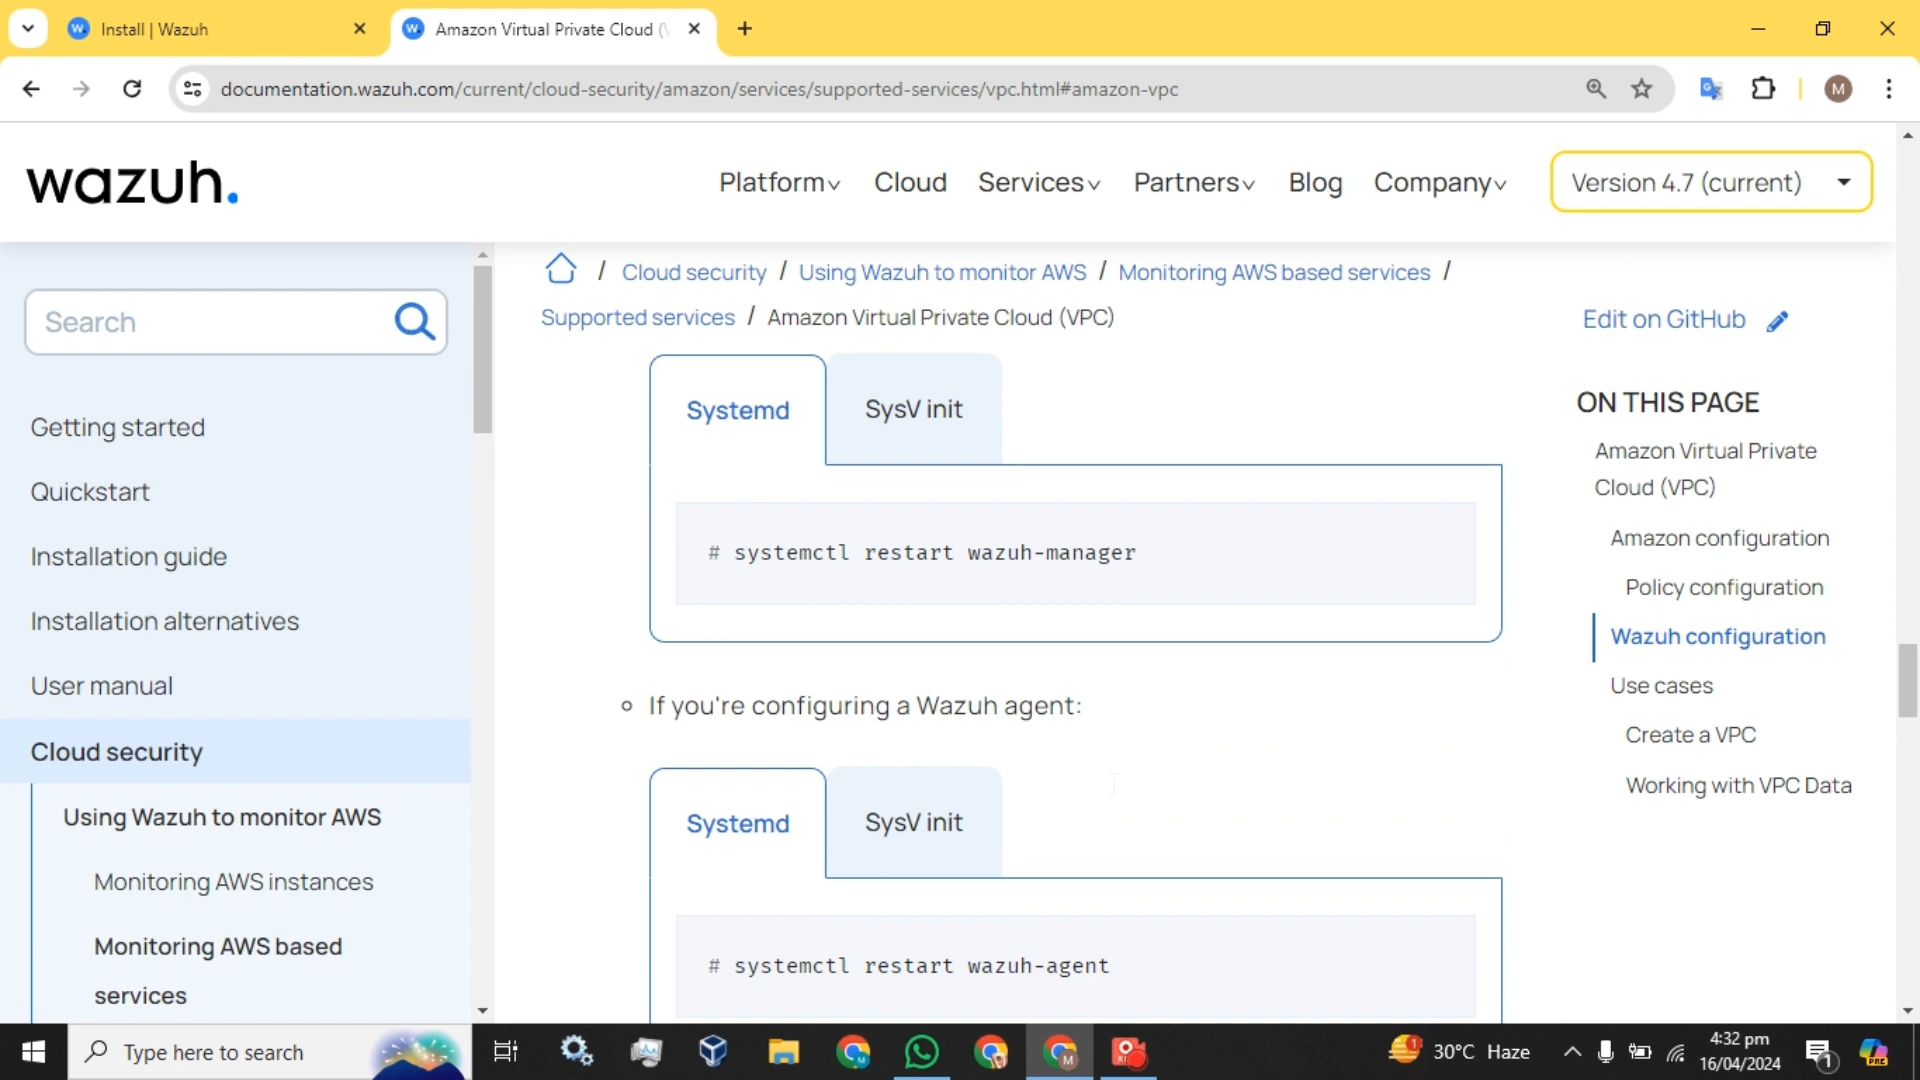 Install | Wazuh
Amazon Virtual Private Cloud (
documentation.wazuh.com/current/cloud-security/amazon/services/supported-services/vpc.html#amazon-vpc
M
wazuh.
Platform
Cloud
Services
Partners
Blog
Company
Version 4.7 (current)
Search
Getting started
Quickstart
Installation guide
Installation alternatives
User manual
Cloud security
Using Wazuh to monitor AWS
Monitoring AWS instances
Monitoring AWS based
services
/ Cloud security / Using Wazuh to monitor AWS / Monitoring AWS based services /
Supported services / Amazon Virtual Private Cloud (VPC)
Systemd
SysV init
# systemctl restart wazuh-manager
If you're configuring a Wazuh agent:
Systemd
SysV init
# systemctl restart wazuh-agent
Edit on GitHub
ON THIS PAGE
Amazon Virtual Private
Cloud (VPC)
Amazon configuration
Policy configuration
Wazuh configuration
Use cases
Create a VPC
Working with VPC Data
Type here to search
30°C Haze
4:32 pm
16/04/2024
1